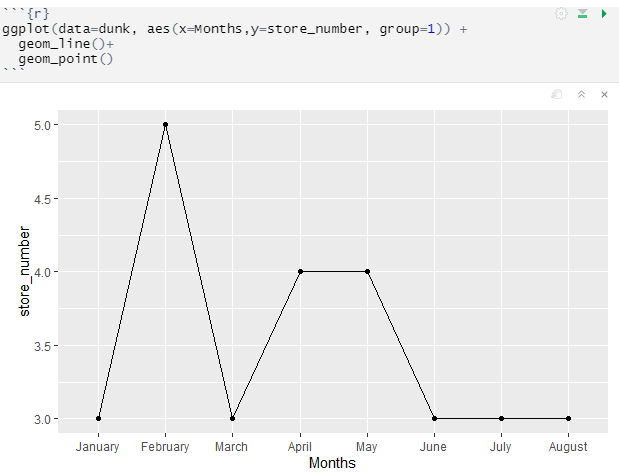 ```{r}
ggplot(data=dunk, aes(x=Months,y=store_number, group=1)) +
  geom_line()+
  geom_point()
```
5.0
4.5
4.0
3.5
3.0
store_number
January February March April May June July August
Months